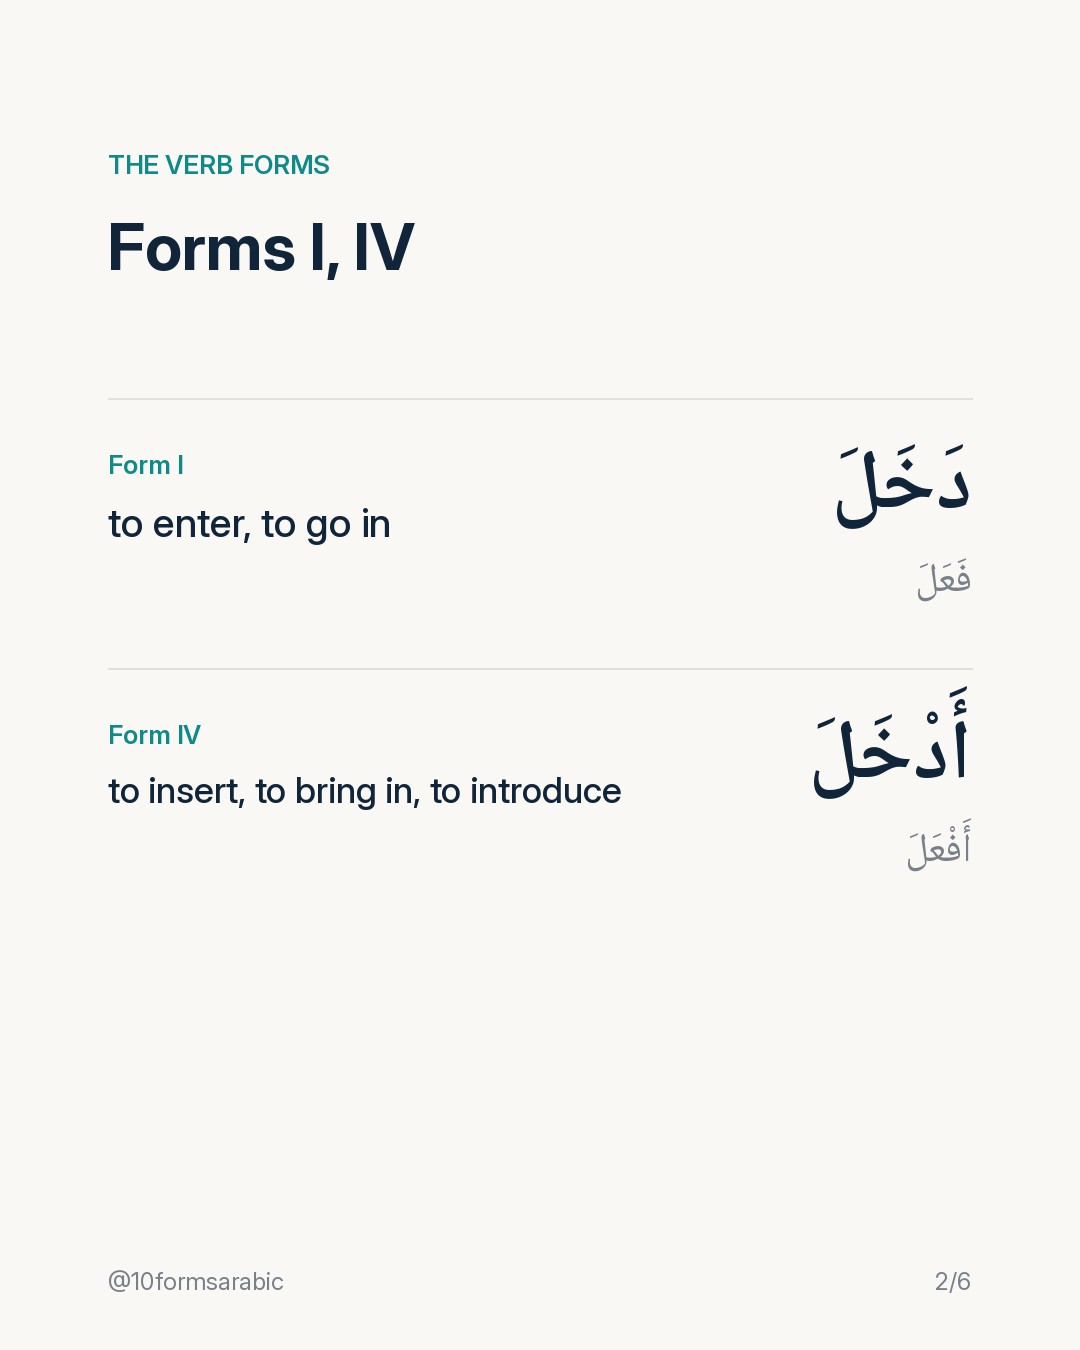 THE VERB FORMS
Forms I, IV
Form I
to enter, to go in
دَخَلَ
فَعَلَ
Form IV
to insert, to bring in, to introduce
أَدْخَلَ
أَفْعَلَ
@10formsarabic
2/6